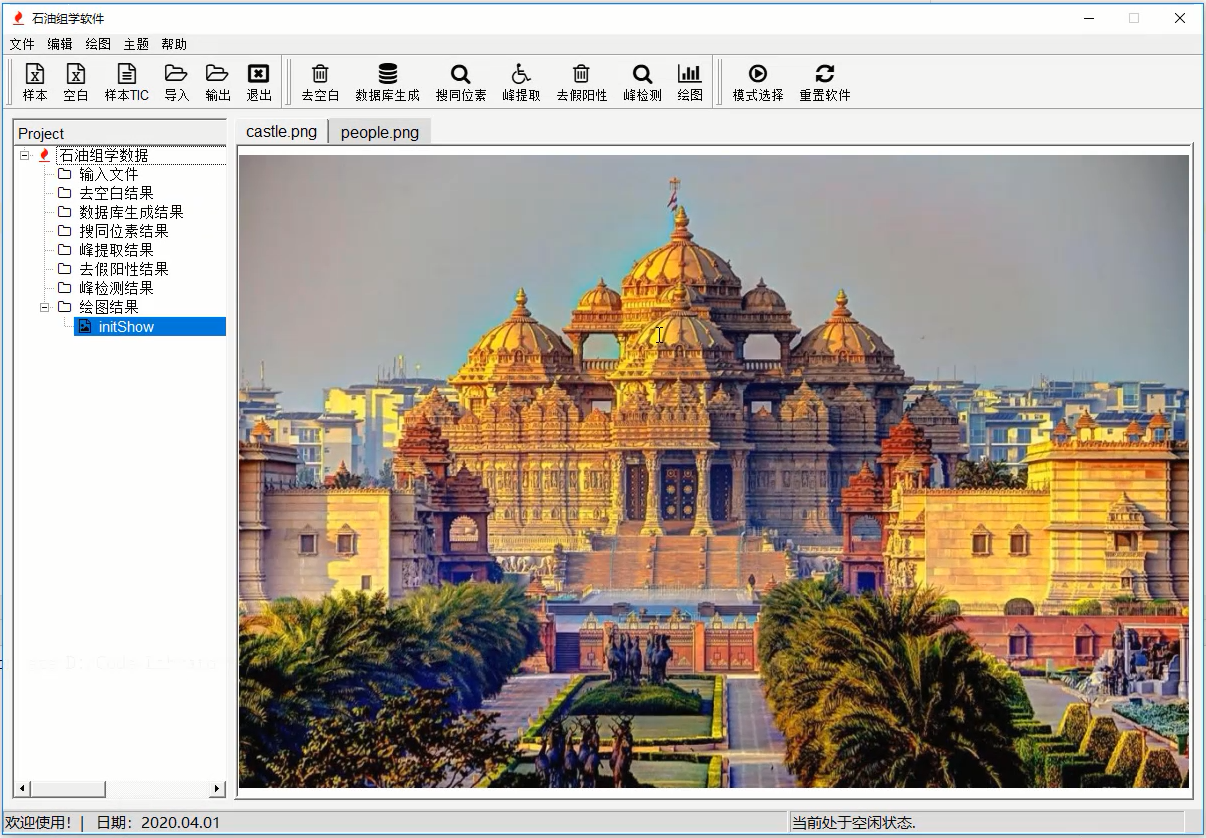 石油组学软件
文件 编辑 绘图 主题 帮助
样本 空白 样本TIC 导入 输出 退出 去空白 数据库生成 搜同位素 峰提取 去假阳性 峰检测 绘图 模式选择 重置软件
Project
castle.png people.png
石油组学数据
输入文件
去空白结果
数据库生成结果
搜同位素结果
峰提取结果
去假阳性结果
峰检测结果
绘图结果
initShow
欢迎使用！| 日期：2020.04.01 当前处于空闲状态.